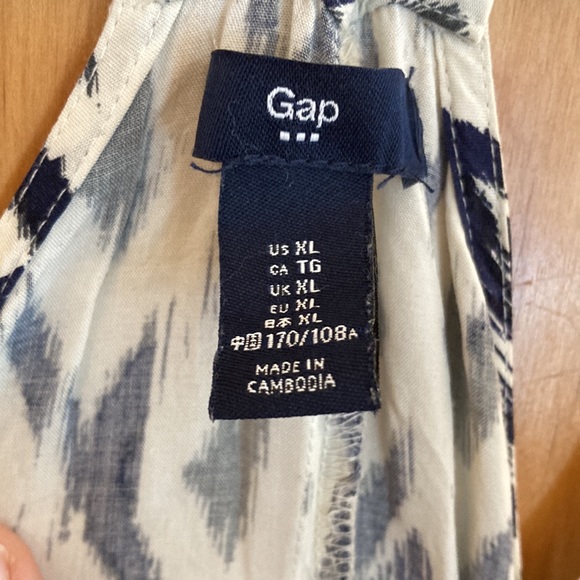 Gap
US XL
CA TG
UK XL
EU XL
日本 XL
中国 170/108A
MADE IN
CAMBODIA